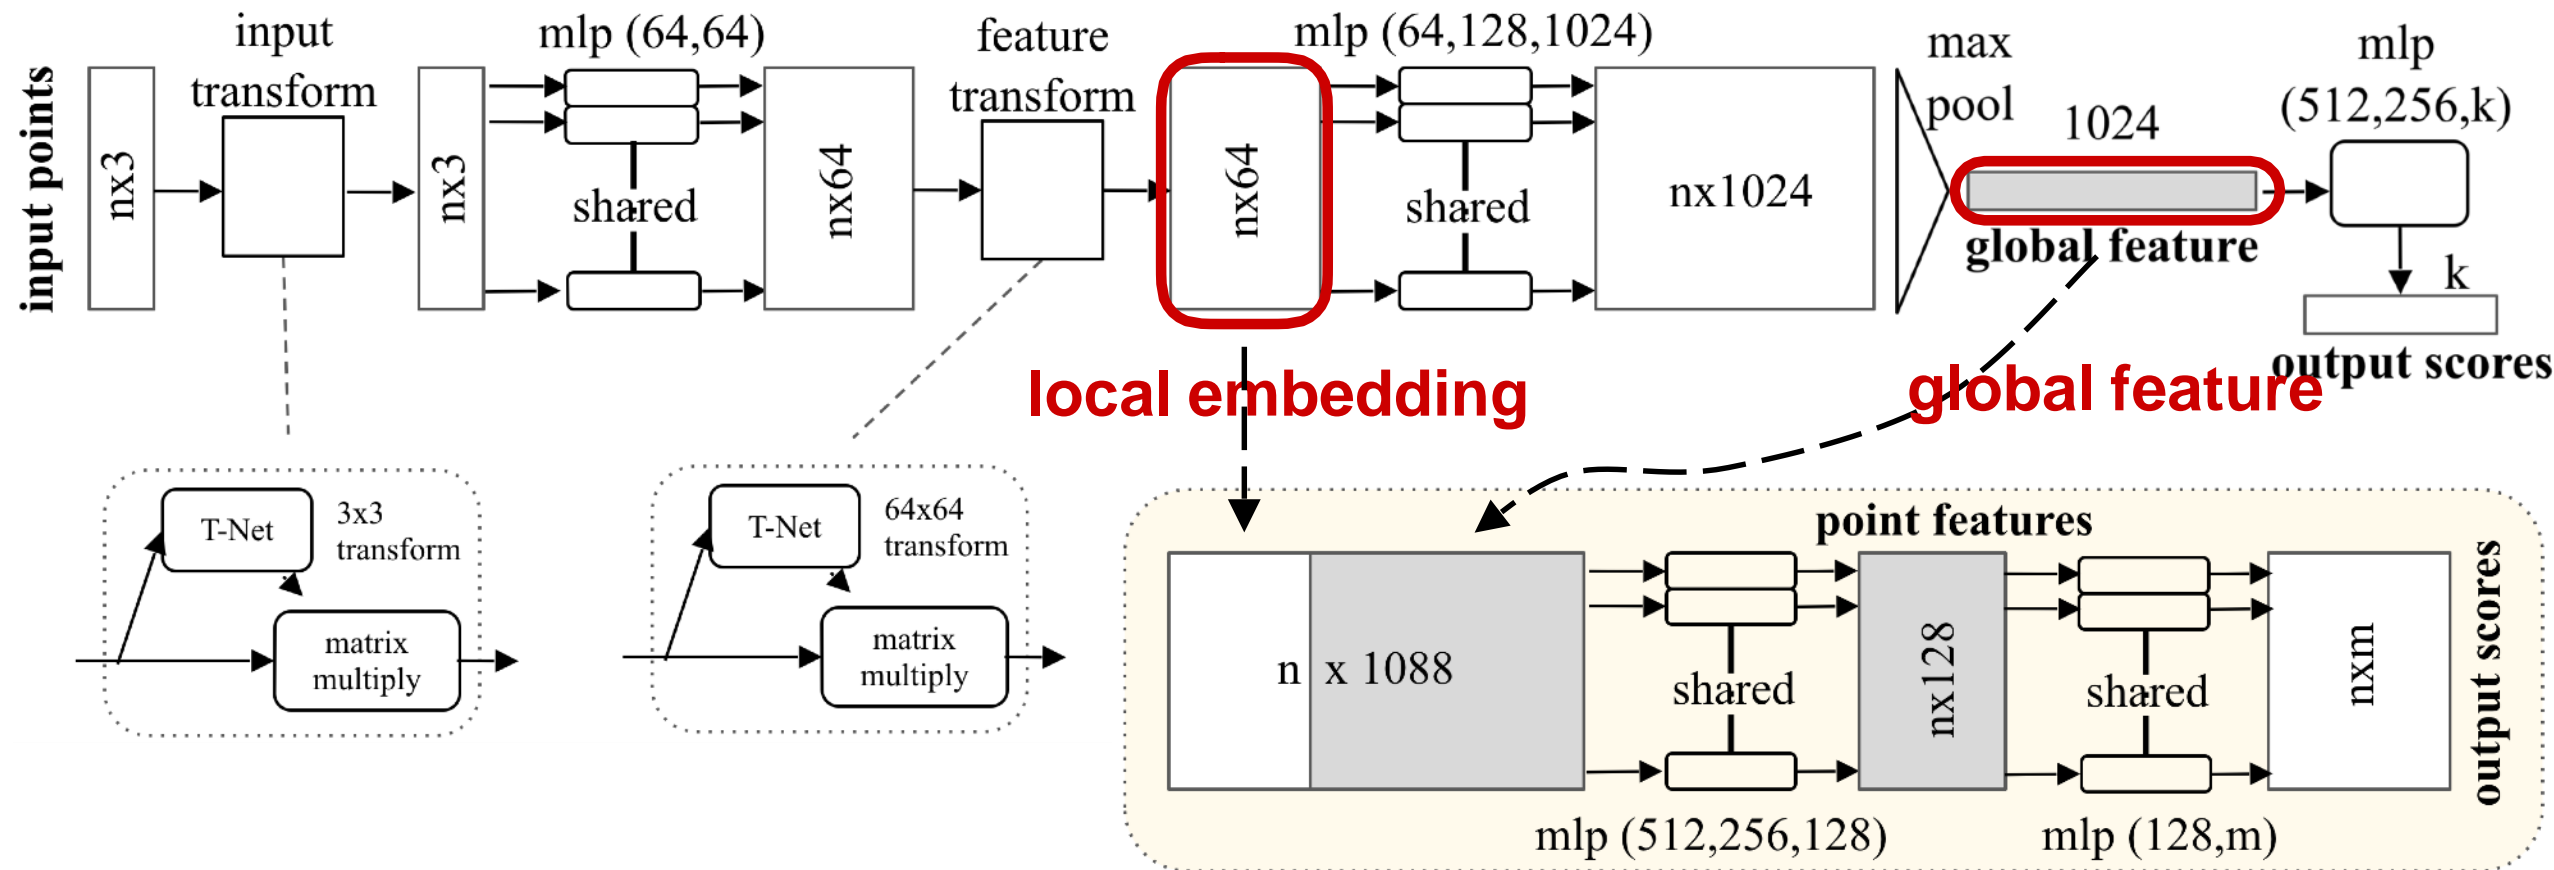 input points
nx3
input
transform
nx3
mlp (64,64)
shared
nx64
feature
transform
nx64
mlp (64,128,1024)
shared
nx1024
max
pool
1024
global feature
mlp
(512,256,k)
k
output scores
local embedding
global feature
T-Net
3x3
transform
matrix
multiply
T-Net
64x64
transform
matrix
multiply
n x 1088
shared
mlp (512,256,128)
point features
nx128
shared
mlp (128,m)
nxm
output scores